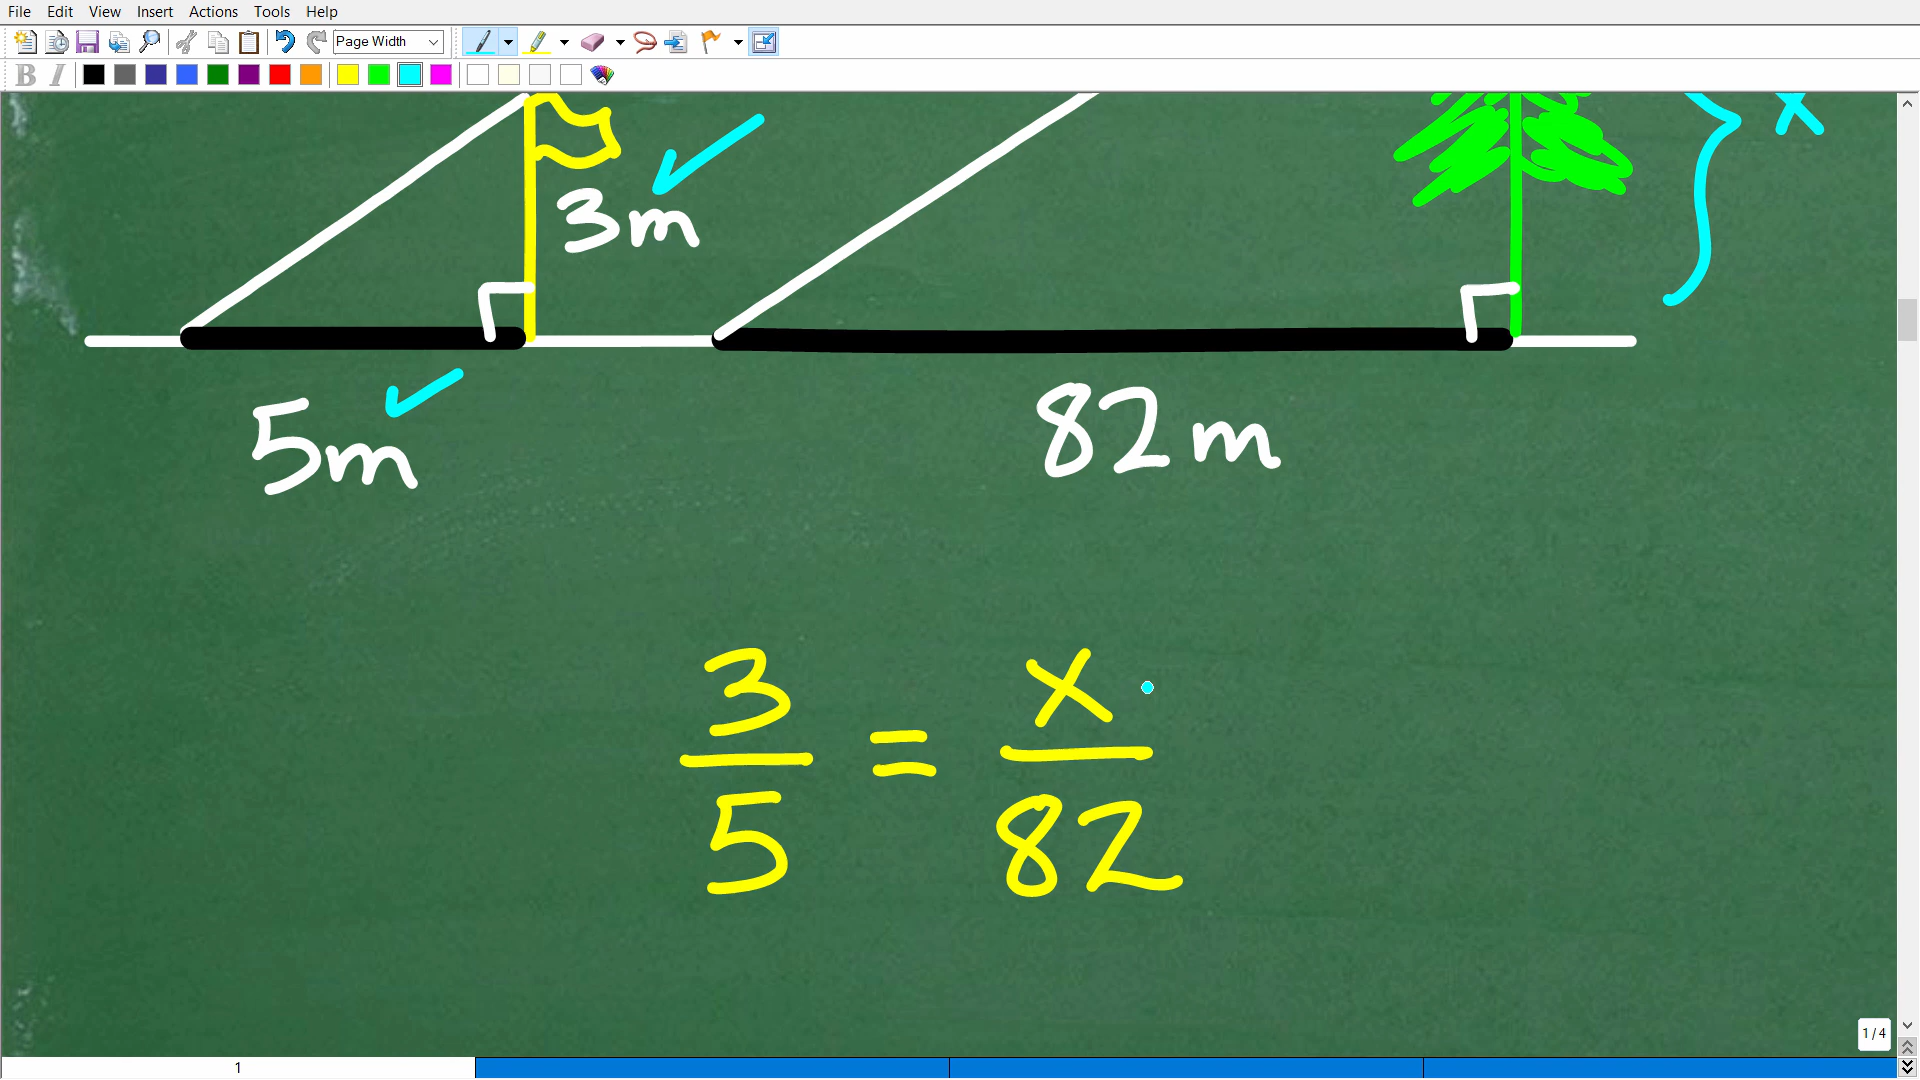 File Edit View Insert Actions Tools Help
Page Width
B I
x
3m
5m
82m
3/5 = x/82
1 / 4
1